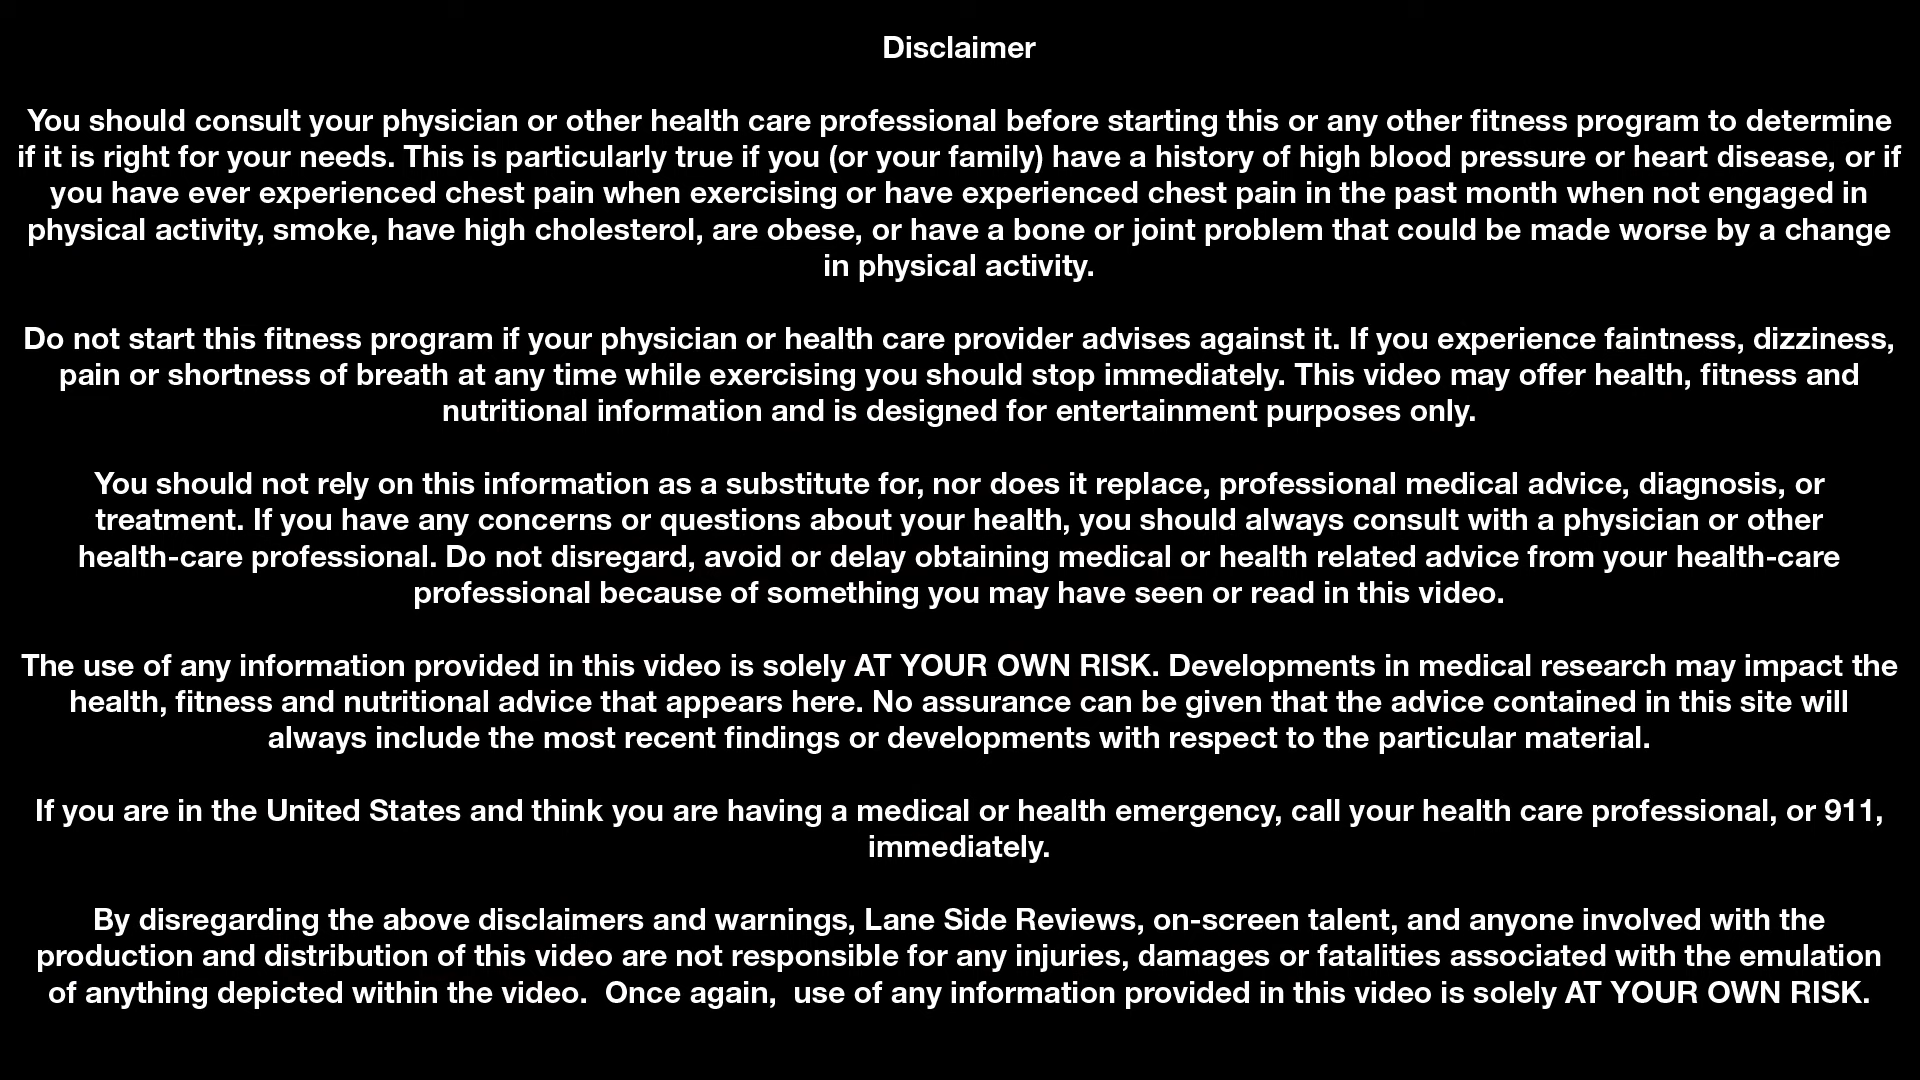 Disclaimer
You should consult your physician or other health care professional before starting this or any other fitness program to determine
if it is right for your needs. This is particularly true if you (or your family) have a history of high blood pressure or heart disease, or if
you have ever experienced chest pain when exercising or have experienced chest pain in the past month when not engaged in
physical activity, smoke, have high cholesterol, are obese, or have a bone or joint problem that could be made worse by a change
in physical activity.
Do not start this fitness program if your physician or health care provider advises against it. If you experience faintness, dizziness,
pain or shortness of breath at any time while exercising you should stop immediately. This video may offer health, fitness and
nutritional information and is designed for entertainment purposes only.
You should not rely on this information as a substitute for, nor does it replace, professional medical advice, diagnosis, or
treatment. If you have any concerns or questions about your health, you should always consult with a physician or other
health-care professional. Do not disregard, avoid or delay obtaining medical or health related advice from your health-care
professional because of something you may have seen or read in this video.
The use of any information provided in this video is solely AT YOUR OWN RISK. Developments in medical research may impact the
health, fitness and nutritional advice that appears here. No assurance can be given that the advice contained in this site will
always include the most recent findings or developments with respect to the particular material.
If you are in the United States and think you are having a medical or health emergency, call your health care professional, or 911,
immediately.
By disregarding the above disclaimers and warnings, Lane Side Reviews, on-screen talent, and anyone involved with the
production and distribution of this video are not responsible for any injuries, damages or fatalities associated with the emulation
of anything depicted within the video.  Once again,  use of any information provided in this video is solely AT YOUR OWN RISK.